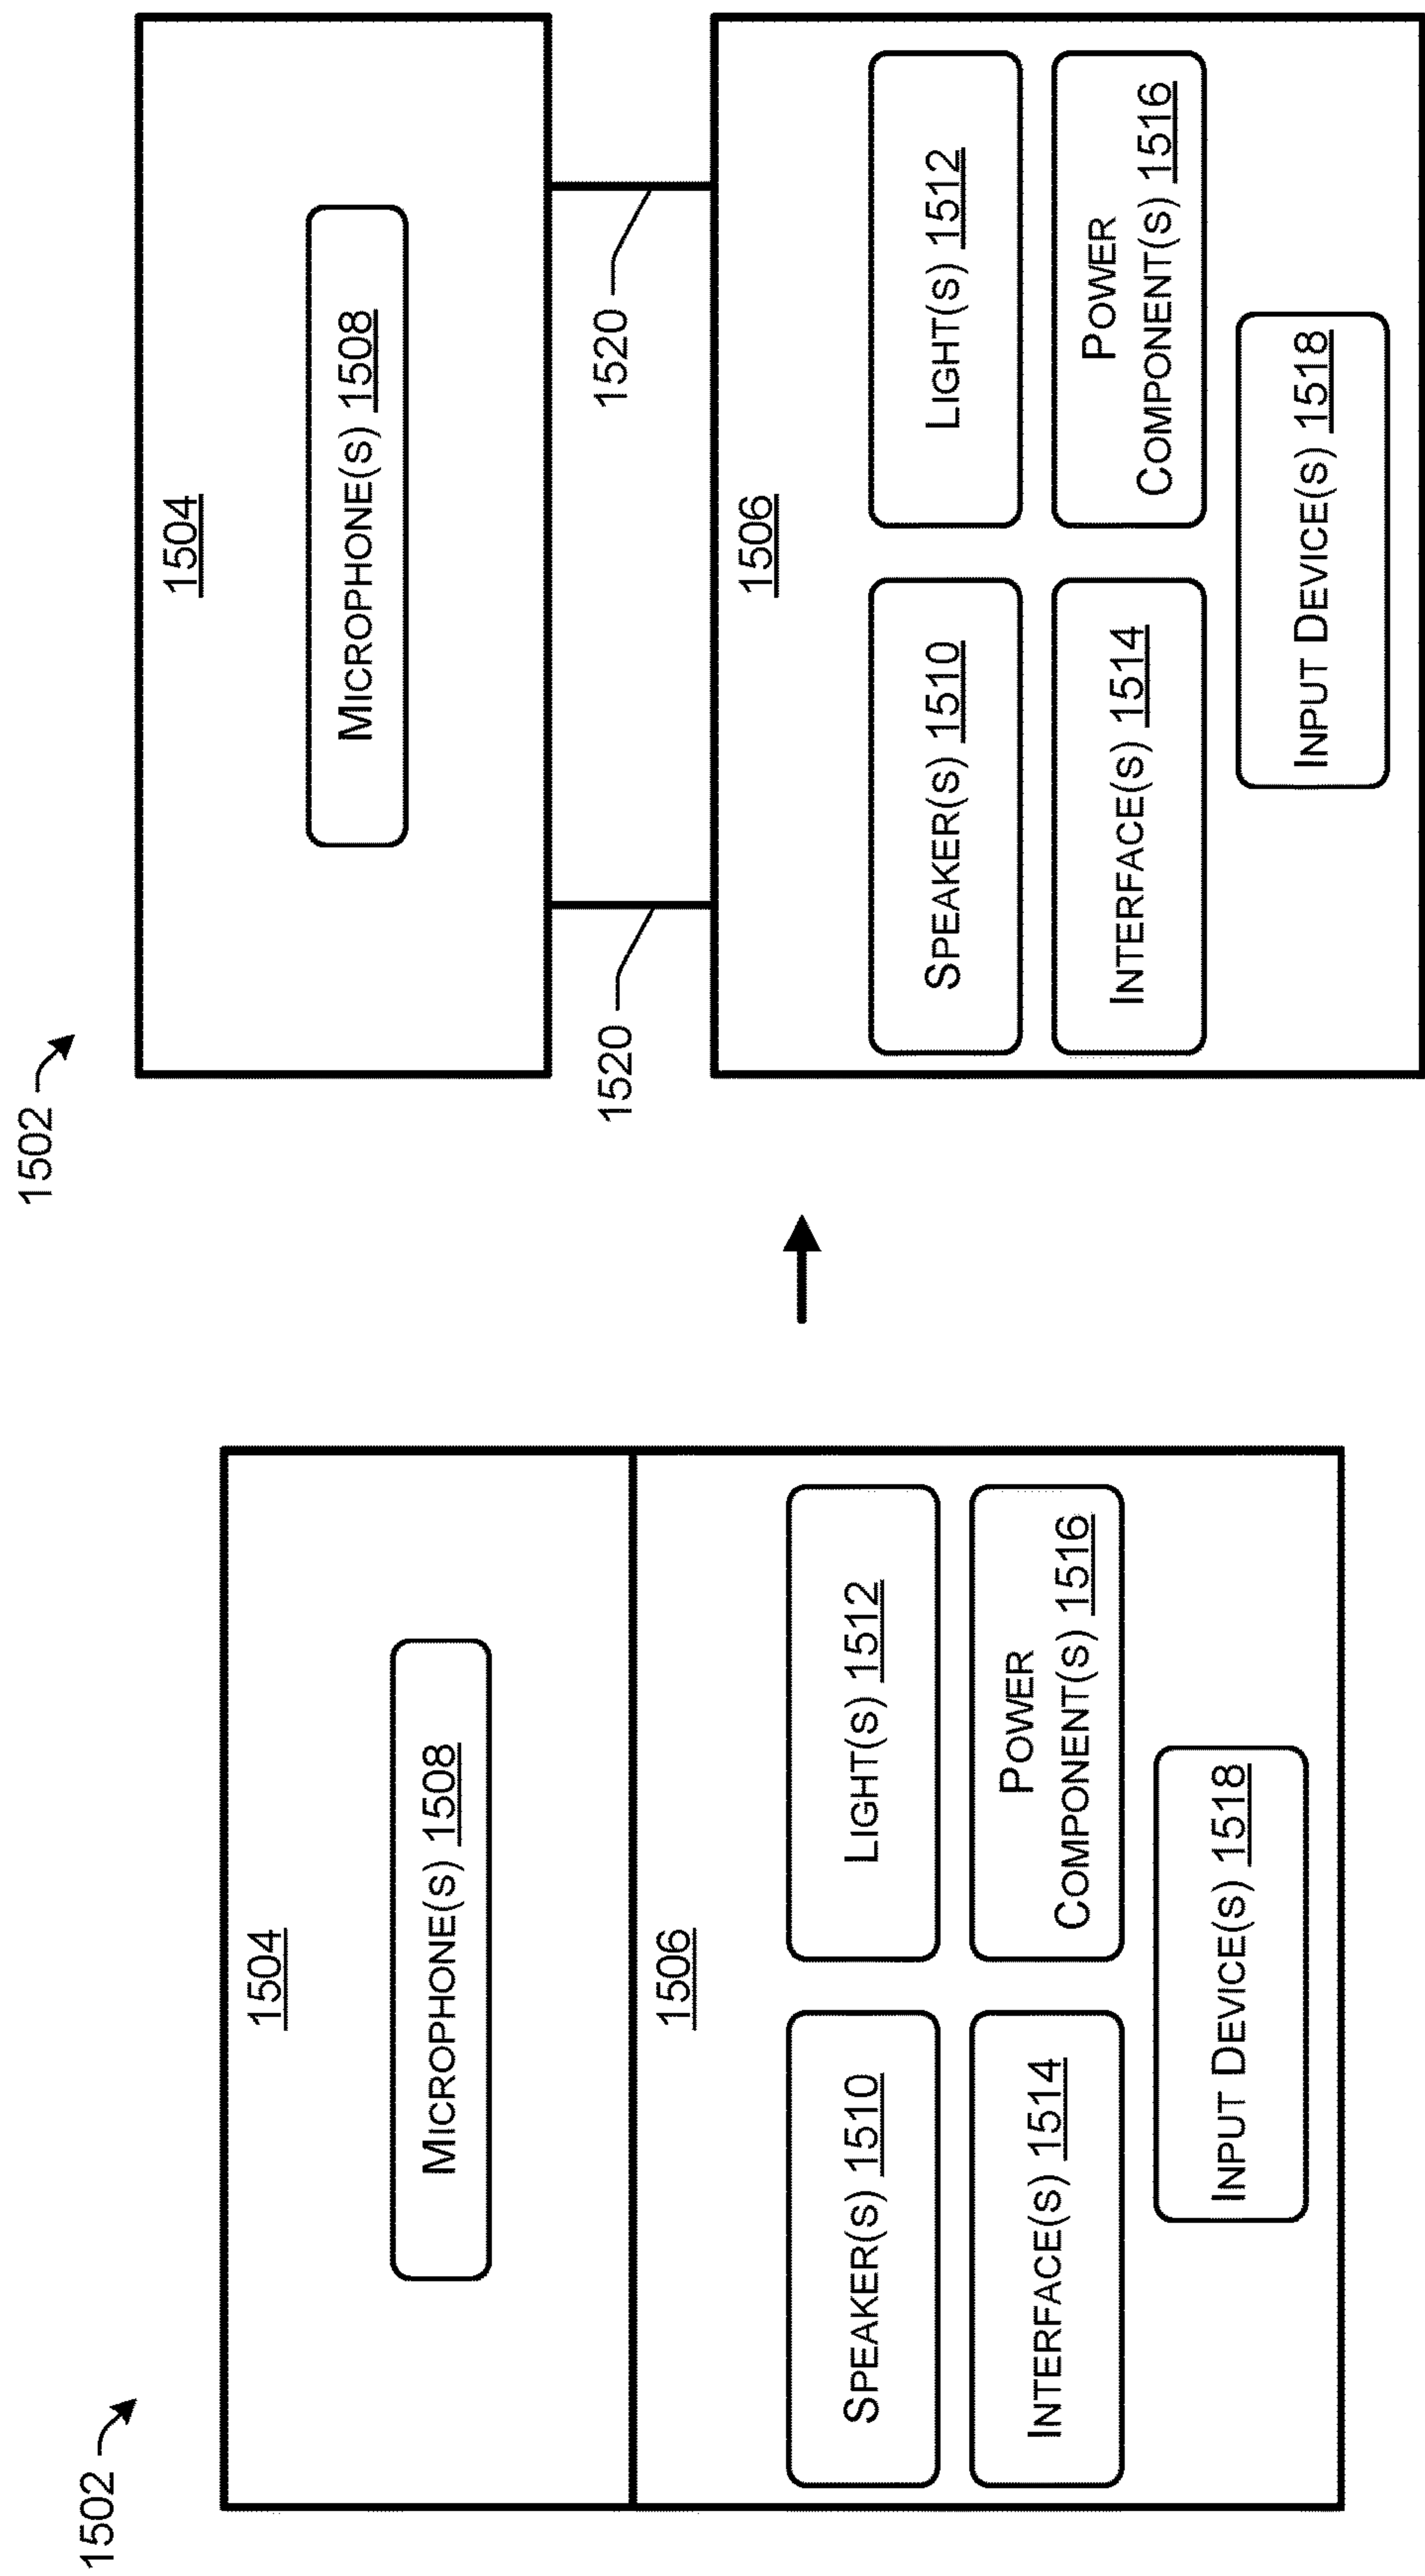 1502
1504
MICROPHONE(S) 1508
1506
SPEAKER(S) 1510
LIGHT(S) 1512
INTERFACE(S) 1514
POWER
COMPONENT(S) 1516
INPUT DEVICE(S) 1518
1502
1504
MICROPHONE(S) 1508
1520
1520
1506
SPEAKER(S) 1510
LIGHT(S) 1512
INTERFACE(S) 1514
POWER
COMPONENT(S) 1516
INPUT DEVICE(S) 1518